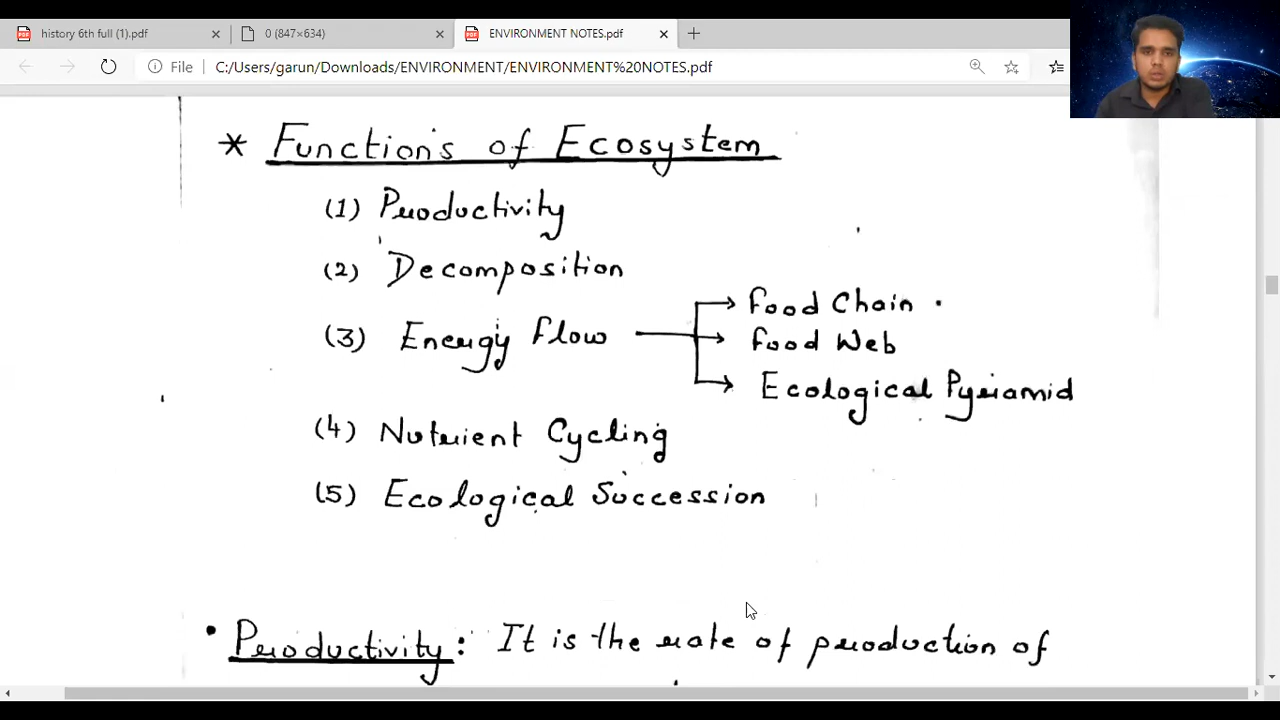 history 6th full (1).pdf
0 (847×634)
ENVIRONMENT NOTES.pdf
File
C:/Users/garun/Downloads/ENVIRONMENT/ENVIRONMENT%20NOTES.pdf
* Functions of Ecosystem
(1) Productivity
(2) Decomposition
(3) Energy flow
food Chain
food Web
Ecological Pyramid
(4) Nutrient Cycling
(5) Ecological Succession
• Productivity: It is the rate of production of